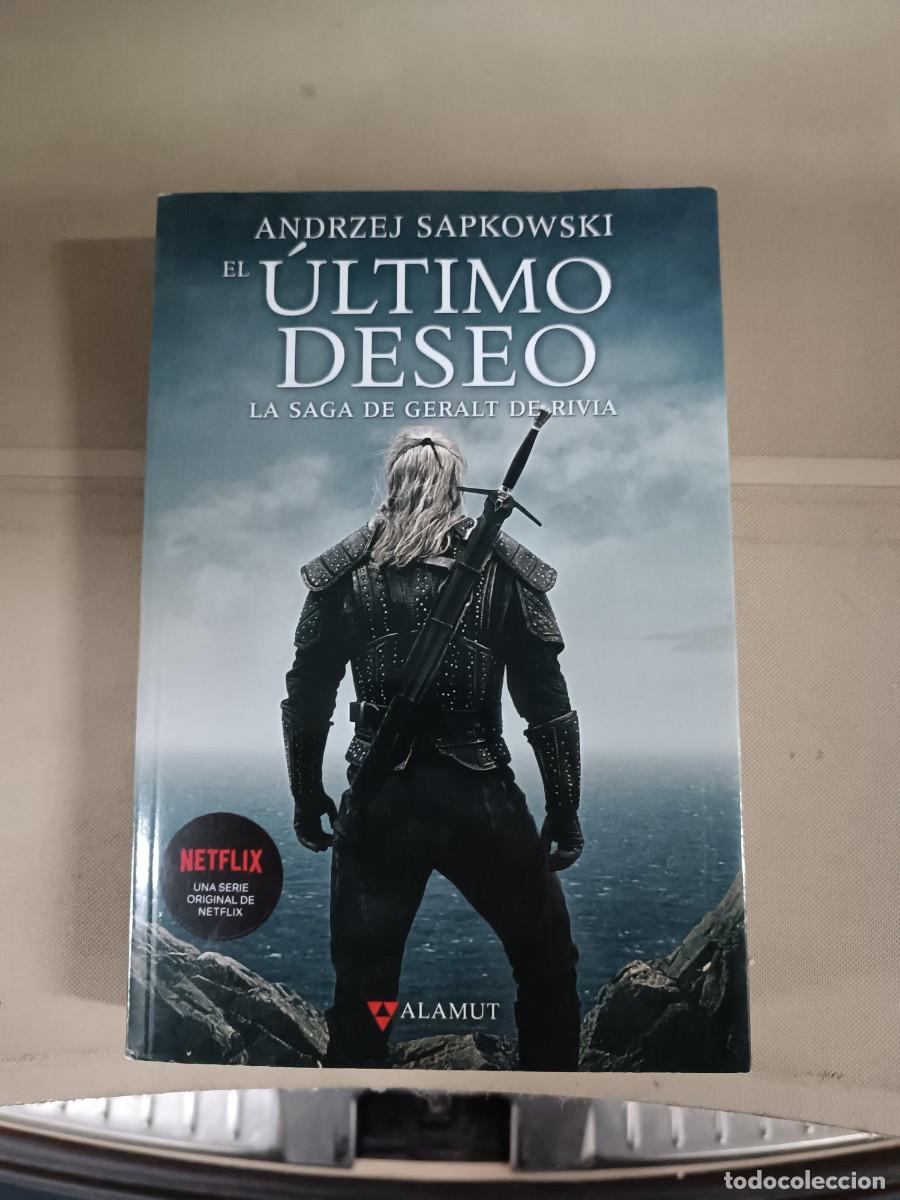 ANDRZEJ SAPKOWSKI
EL ÚLTIMO
DESEO
LA SAGA DE GERALT DE RIVIA
NETFLIX
UNA SERIE
ORIGINAL DE
NETFLIX
ALAMUT
todocoleccion